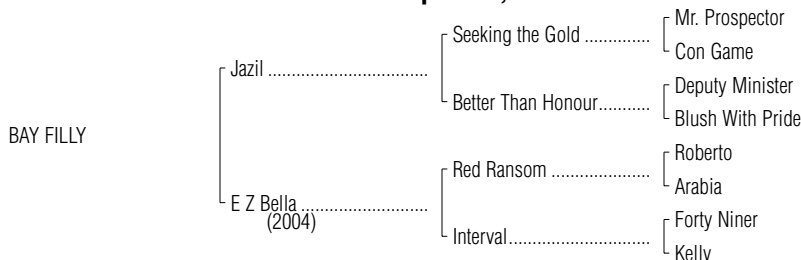 Mr. Prospector
Seeking the Gold ..............
Con Game
Jazil ..................................
Deputy Minister
Better Than Honour...........
Blush With Pride
BAY FILLY
Roberto
Red Ransom .....................
Arabia
E Z Bella ...........................
(2004)
Forty Niner
Interval..............................
Kelly